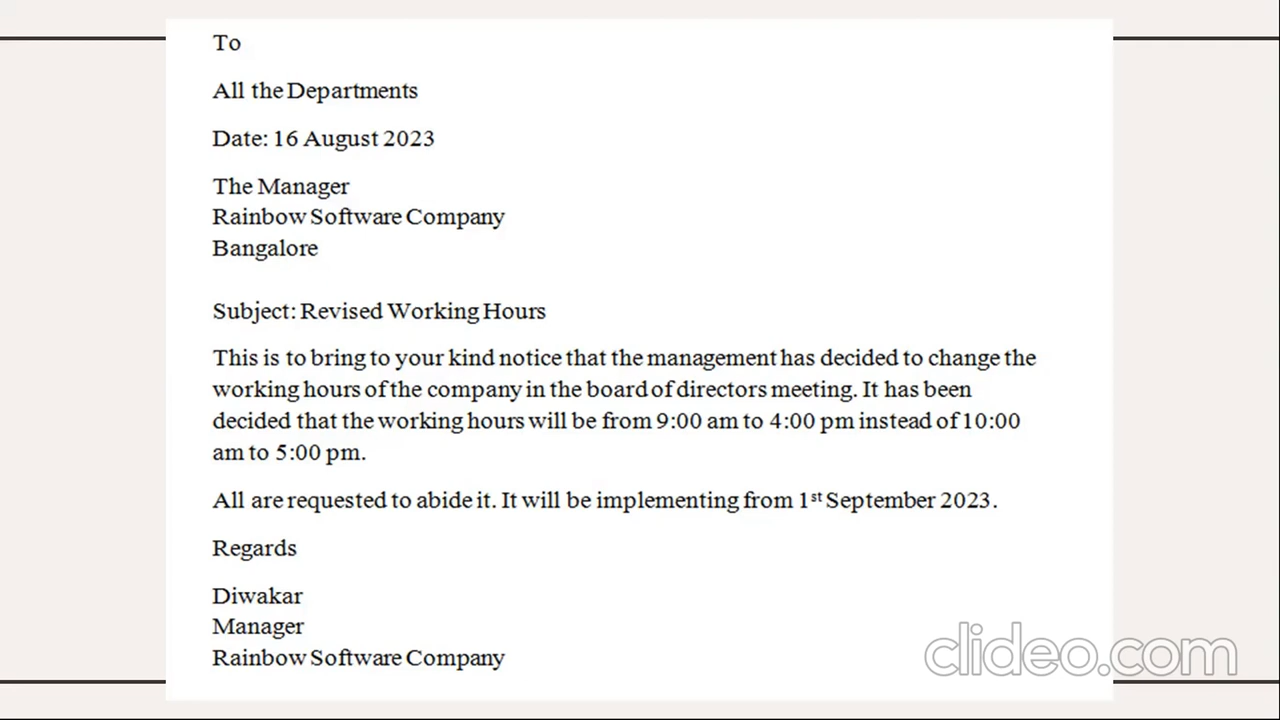 To
All the Departments
Date: 16 August 2023
The Manager
Rainbow Software Company
Bangalore
Subject: Revised Working Hours
This is to bring to your kind notice that the management has decided to change the
working hours of the company in the board of directors meeting. It has been
decided that the working hours will be from 9:00 am to 4:00 pm instead of 10:00
am to 5:00 pm.
All are requested to abide it. It will be implementing from 1st September 2023.
Regards
Diwakar
Manager
Rainbow Software Company
clideo.com